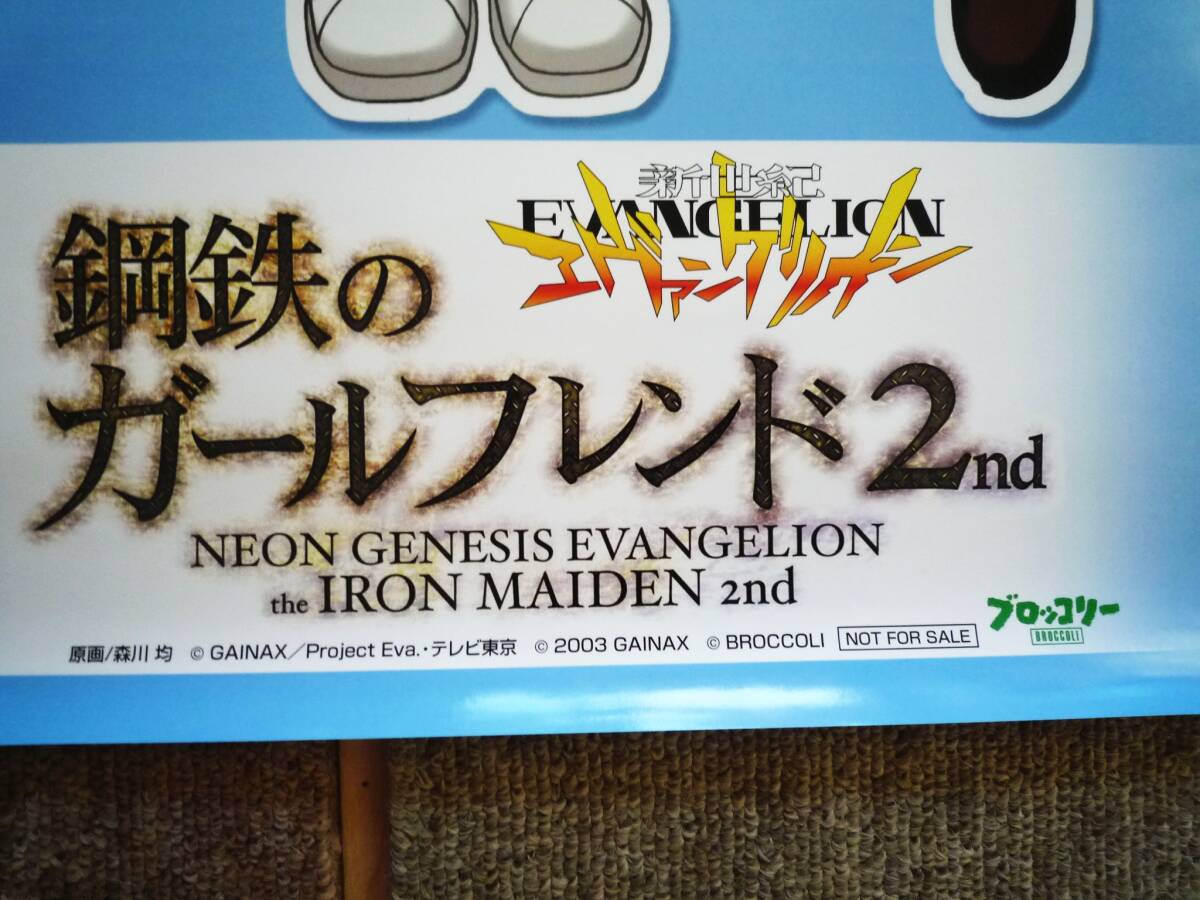 新世紀
EVANGELION
エヴァンゲリオン
鋼鉄の
ガールフレンド2nd
NEON GENESIS EVANGELION
the IRON MAIDEN 2nd
原画/森川 均 © GAINAX/Project Eva.・テレビ東京 © 2003 GAINAX © BROCCOLI NOT FOR SALE
ブロッコリー
BROCCOLI